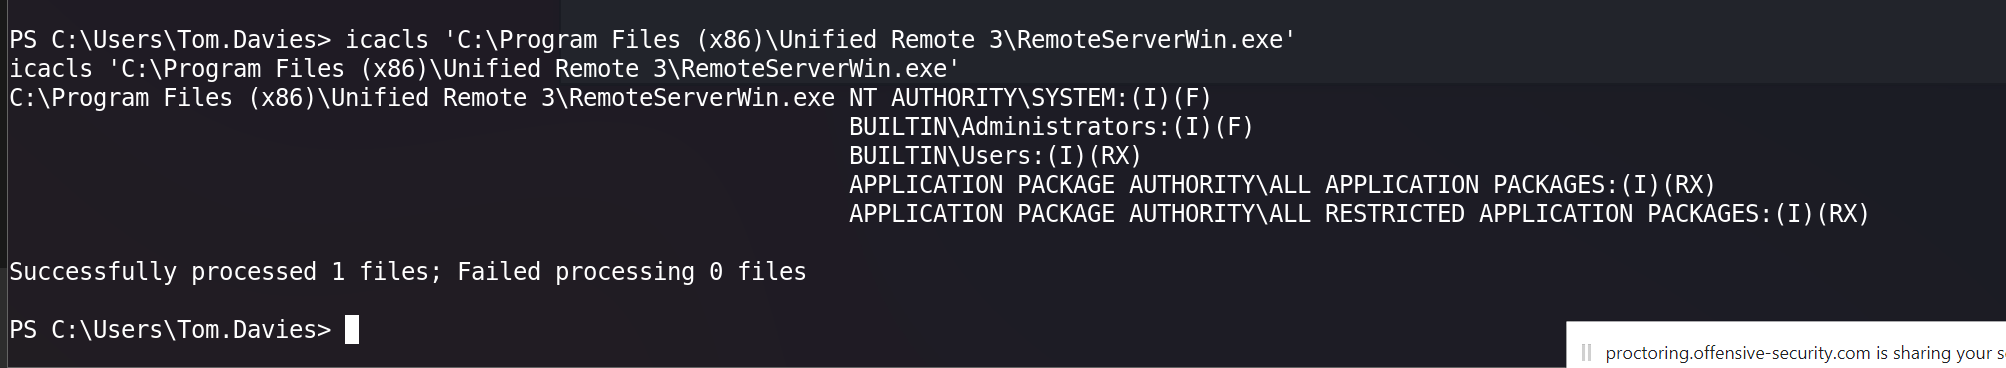 PS C:\Users\Tom.Davies> icacls 'C:\Program Files (x86)\Unified Remote 3\RemoteServerWin.exe'
icacls 'C:\Program Files (x86)\Unified Remote 3\RemoteServerWin.exe'
C:\Program Files (x86)\Unified Remote 3\RemoteServerWin.exe NT AUTHORITY\SYSTEM:(I)(F)
BUILTIN\Administrators:(I)(F)
BUILTIN\Users:(I)(RX)
APPLICATION PACKAGE AUTHORITY\ALL APPLICATION PACKAGES:(I)(RX)
APPLICATION PACKAGE AUTHORITY\ALL RESTRICTED APPLICATION PACKAGES:(I)(RX)
Successfully processed 1 files; Failed processing 0 files
PS C:\Users\Tom.Davies>
proctoring.offensive-security.com is sharing your